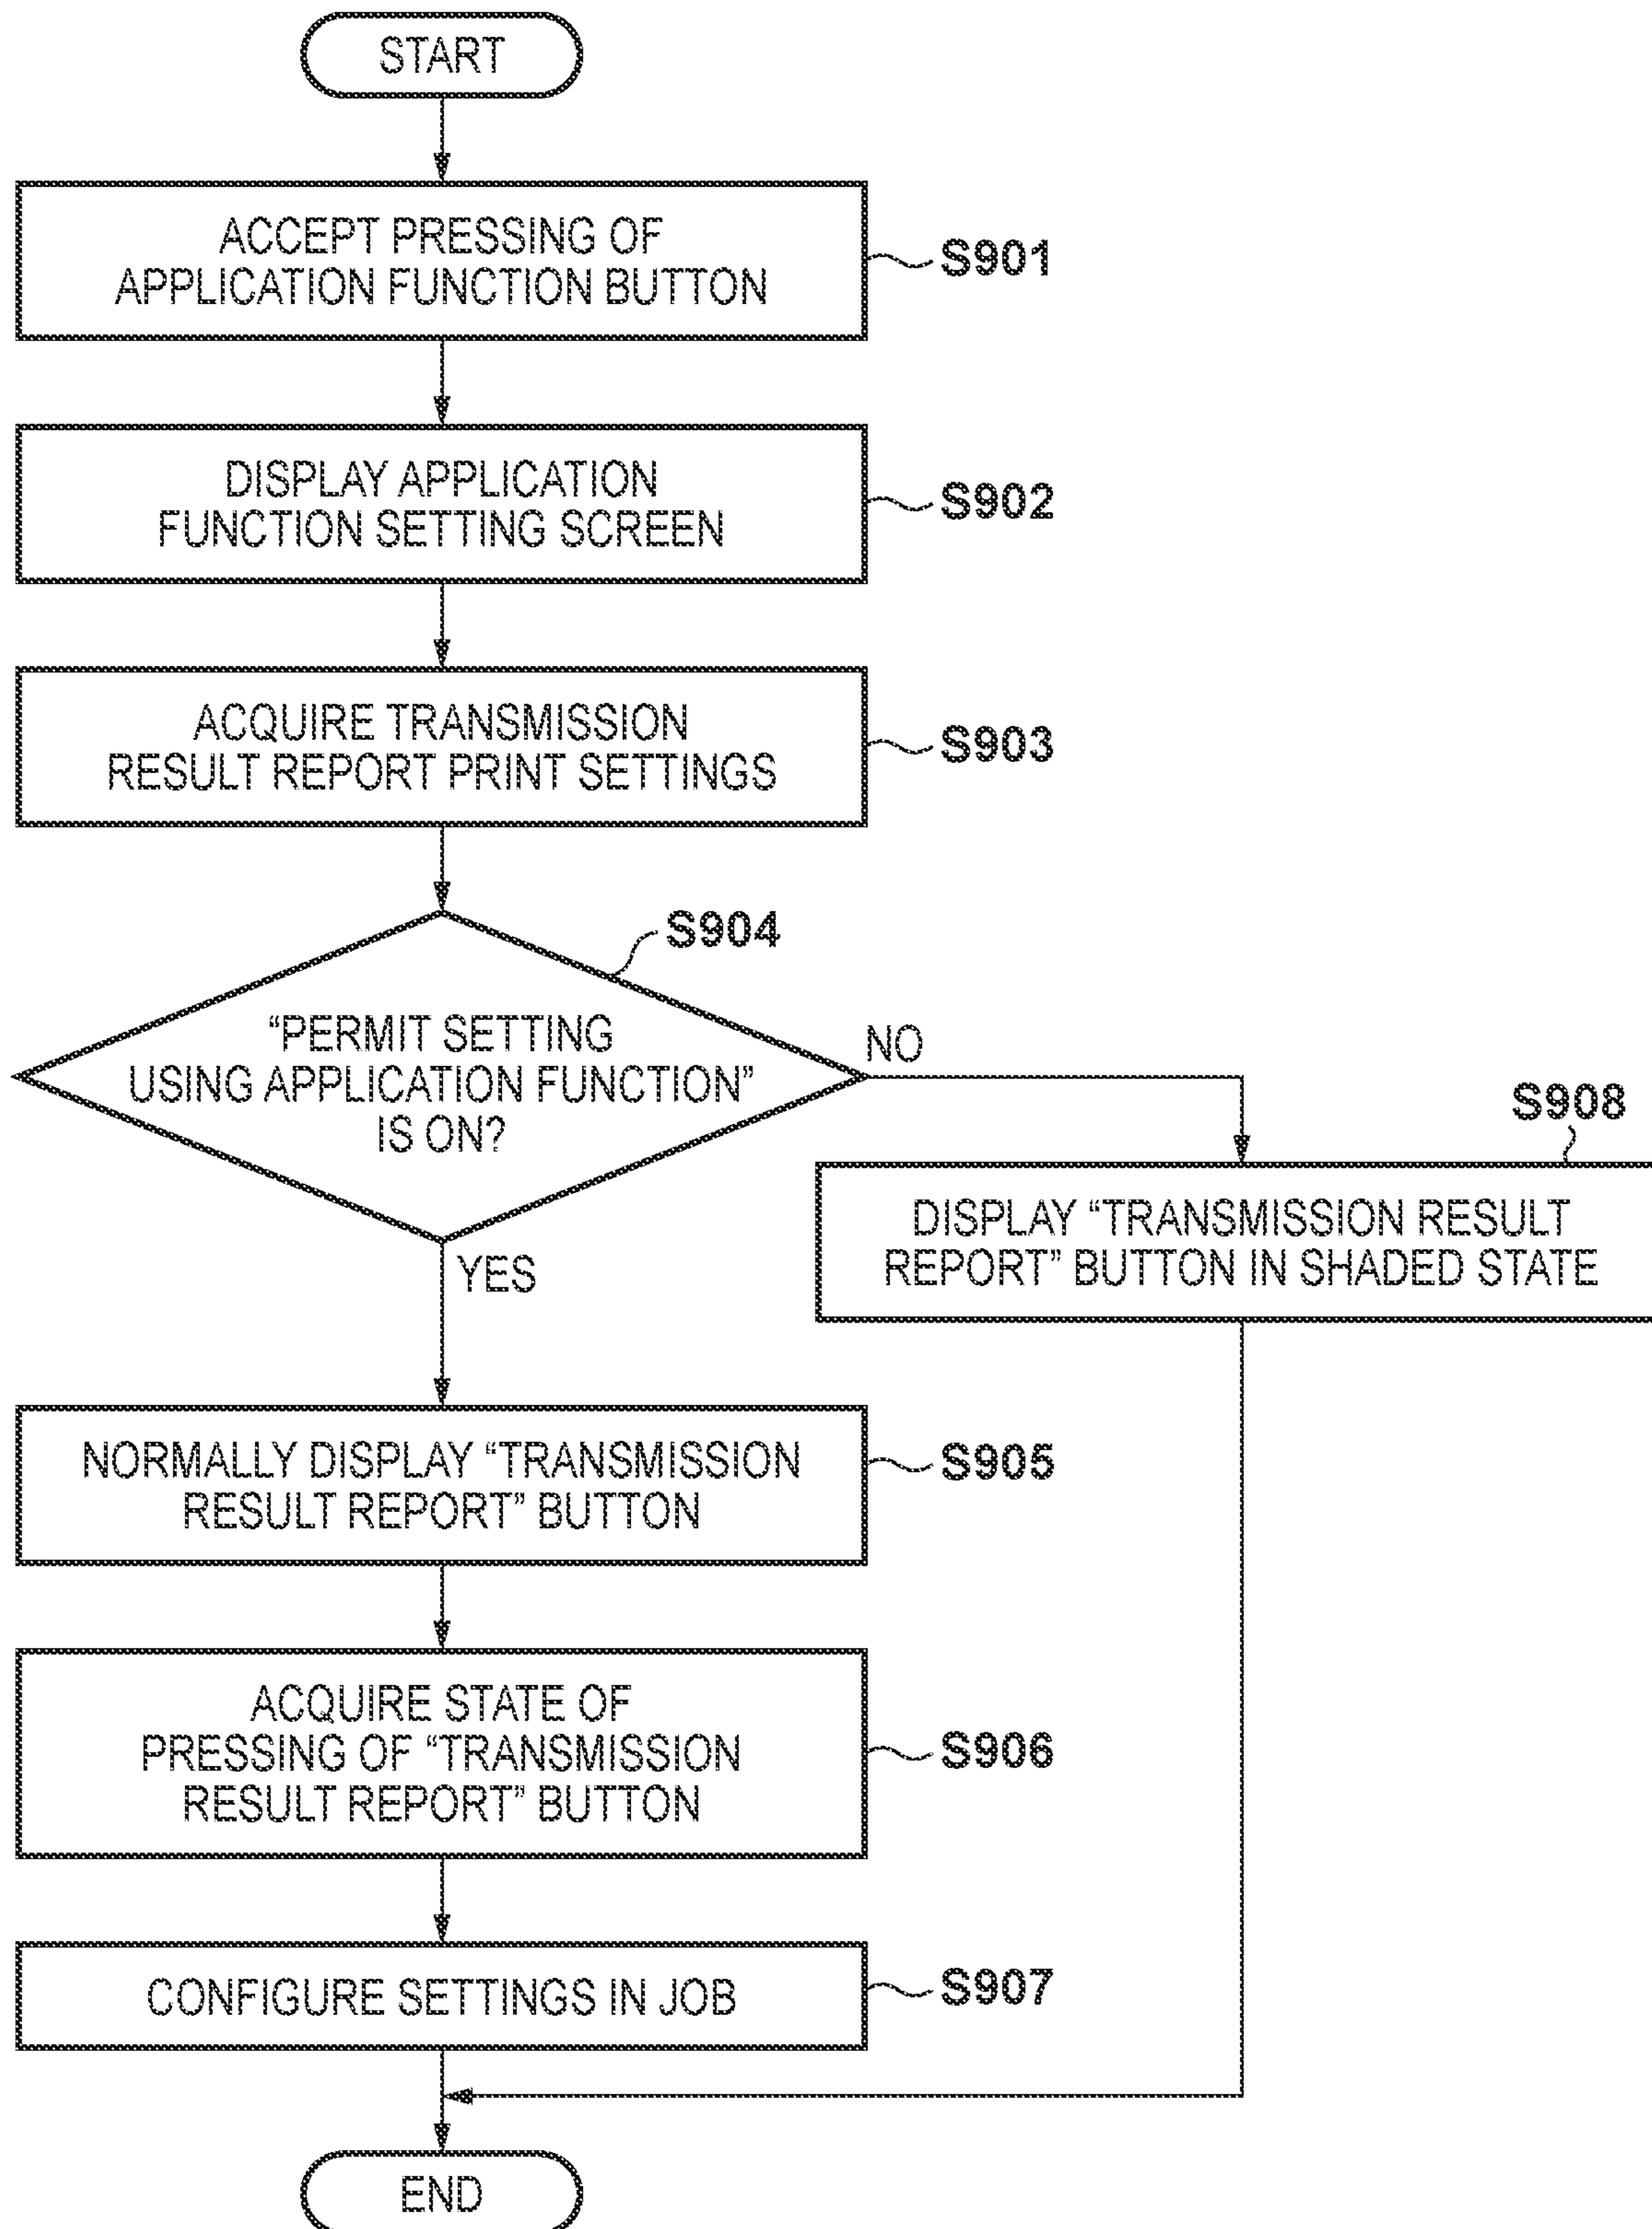 START
ACCEPT PRESSING OF
APPLICATION FUNCTION BUTTON
S901
DISPLAY APPLICATION
FUNCTION SETTING SCREEN
S902
ACQUIRE TRANSMISSION
RESULT REPORT PRINT SETTINGS
S903
S904
“PERMIT SETTING
USING APPLICATION FUNCTION”
IS ON?
NO
YES
S908
DISPLAY “TRANSMISSION RESULT
REPORT” BUTTON IN SHADED STATE
NORMALLY DISPLAY “TRANSMISSION
RESULT REPORT” BUTTON
S905
ACQUIRE STATE OF
PRESSING OF “TRANSMISSION
RESULT REPORT” BUTTON
S906
CONFIGURE SETTINGS IN JOB
S907
END